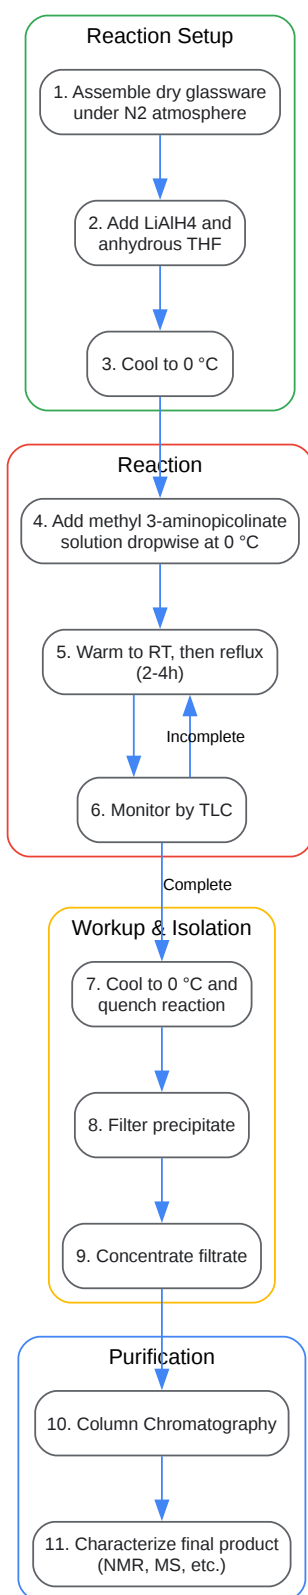 Reaction Setup
1. Assemble dry glassware
under N2 atmosphere
2. Add LiAlH4 and
anhydrous THF
3. Cool to 0 °C
Reaction
4. Add methyl 3-aminopicolinate
solution dropwise at 0 °C
5. Warm to RT, then reflux
(2-4h)
Incomplete
6. Monitor by TLC
Complete
Workup & Isolation
7. Cool to 0 °C and
quench reaction
8. Filter precipitate
9. Concentrate filtrate
Purification
10. Column Chromatography
11. Characterize final product
(NMR, MS, etc.)